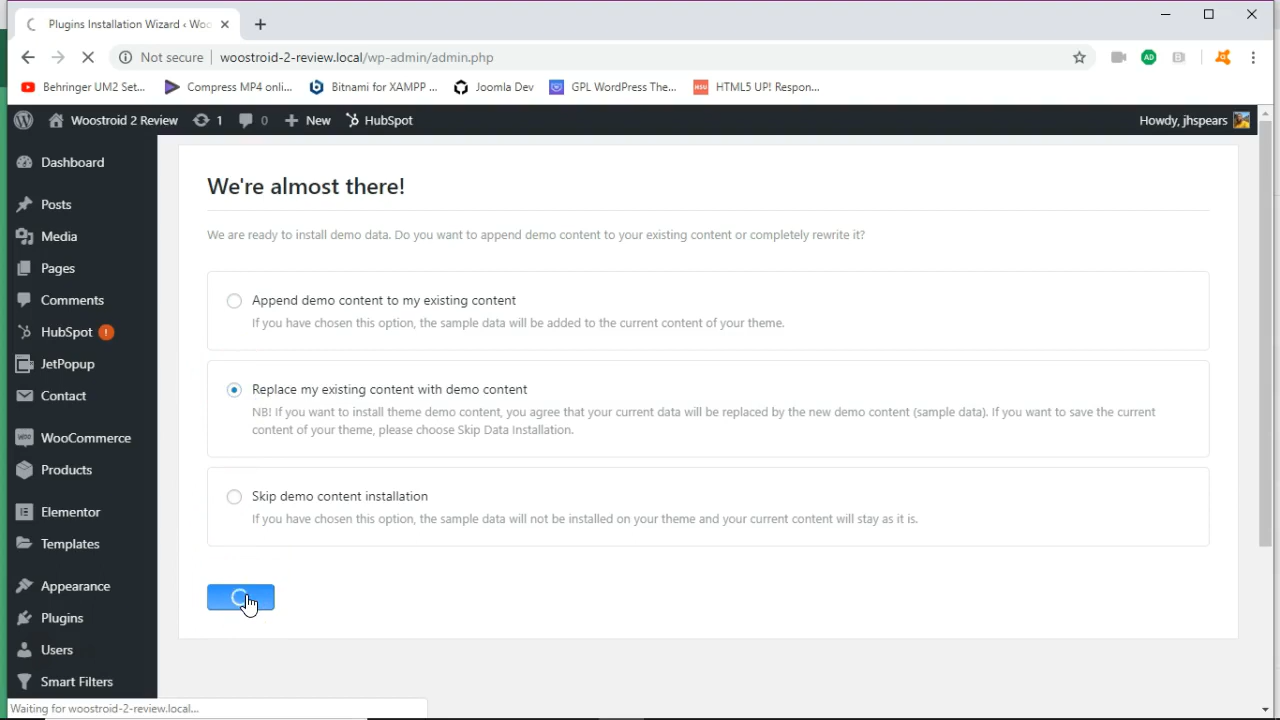 Plugins Installation Wizard ‹ Woo
Not secure
woostroid-2-review.local/wp-admin/admin.php
Behringer UM2 Set...
Compress MP4 onli...
Bitnami for XAMPP ...
Joomla Dev
GPL WordPress The...
HTML5 UP! Respon...
Woostroid 2 Review
1
0
New
HubSpot
Howdy, jhspears
Dashboard
Posts
Media
Pages
Comments
HubSpot !
JetPopup
Contact
WooCommerce
Products
Elementor
Templates
Appearance
Plugins
Users
Smart Filters
We're almost there!
We are ready to install demo data. Do you want to append demo content to your existing content or completely rewrite it?
Append demo content to my existing content
If you have chosen this option, the sample data will be added to the current content of your theme.
Replace my existing content with demo content
NB! If you want to install theme demo content, you agree that your current data will be replaced by the new demo content (sample data). If you want to save the current
content of your theme, please choose Skip Data Installation.
Skip demo content installation
If you have chosen this option, the sample data will not be installed on your theme and your current content will stay as it is.
Waiting for woostroid-2-review.local...